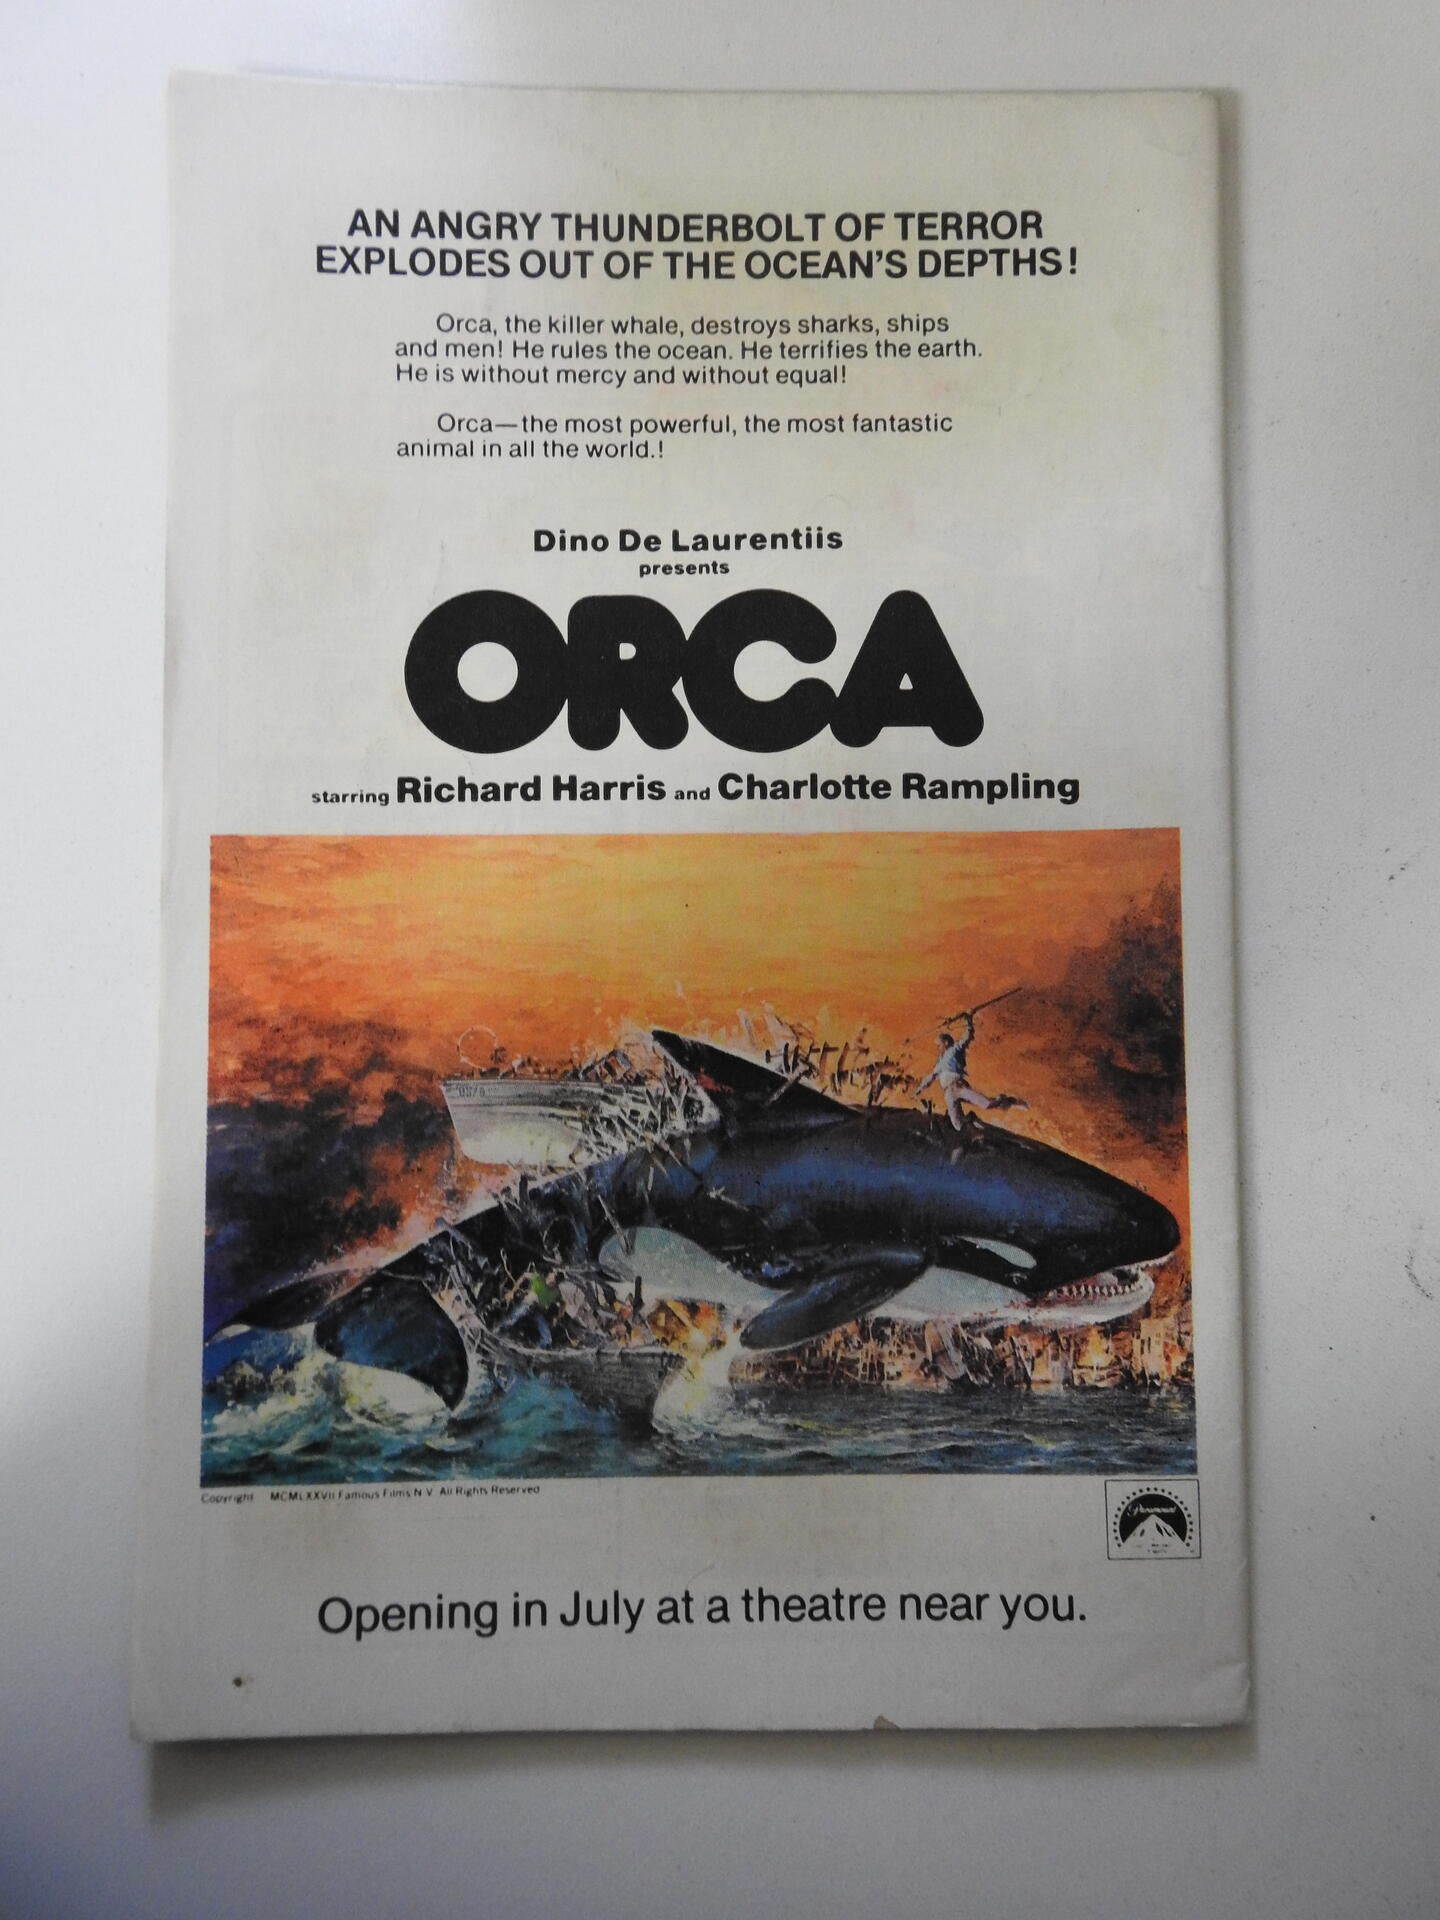 AN ANGRY THUNDERBOLT OF TERROR
EXPLODES OUT OF THE OCEAN'S DEPTHS!
Orca, the killer whale, destroys sharks, ships
and men! He rules the ocean. He terrifies the earth.
He is without mercy and without equal!
Orca—the most powerful, the most fantastic
animal in all the world.!
Dino De Laurentiis
presents
ORCA
starring Richard Harris and Charlotte Rampling
Copyright MCMLXXVII Famous Films N.V. All Rights Reserved
Paramount
Opening in July at a theatre near you.